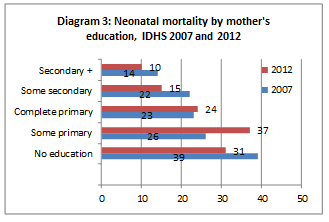 Diagram 3: Neonatal mortality by mother's
education, IDHS 2007 and 2012
Secondary +
10
14
Some secondary
15
22
Complete primary
24
23
Some primary
37
26
No education
31
39
2012
2007
0 10 20 30 40 50